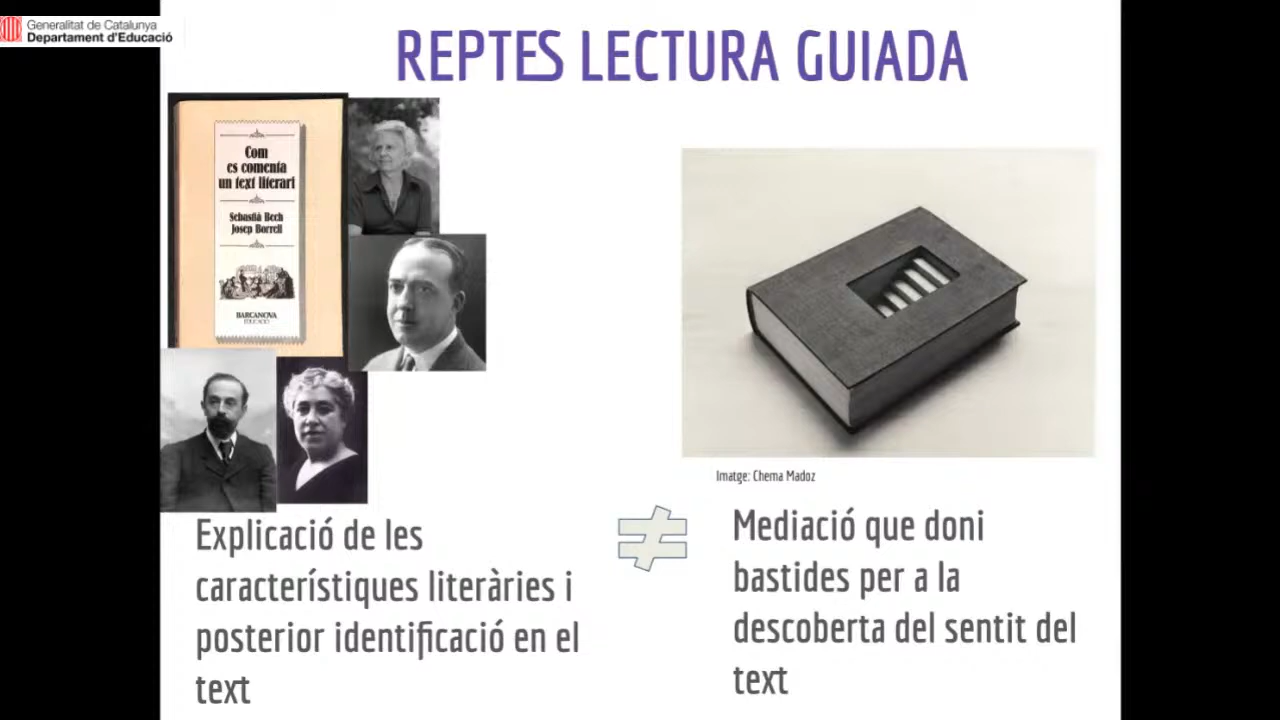 Generalitat de Catalunya
Departament d'Educació
REPTES LECTURA GUIADA
Com
es comenta
un text literari
Sebastià Bech
Josep Borrell
BARCANOVA
EDUCACIÓ
Imatge: Chema Madoz
Explicació de les
característiques literàries i
posterior identificació en el
text
≠
Mediació que doni
bastides per a la
descoberta del sentit del
text